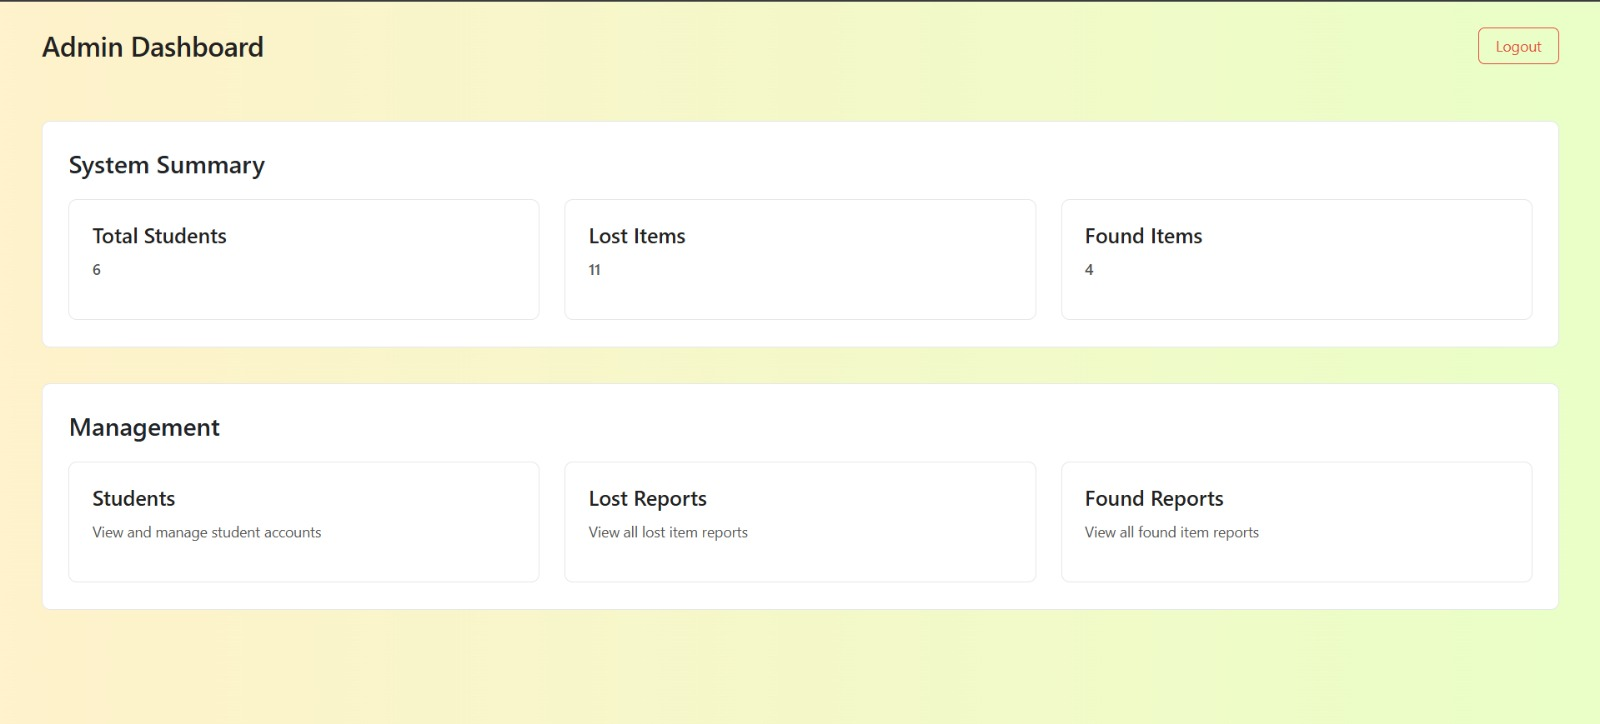 Admin Dashboard
Logout
System Summary
Total Students
6
Lost Items
11
Found Items
4
Management
Students
View and manage student accounts
Lost Reports
View all lost item reports
Found Reports
View all found item reports